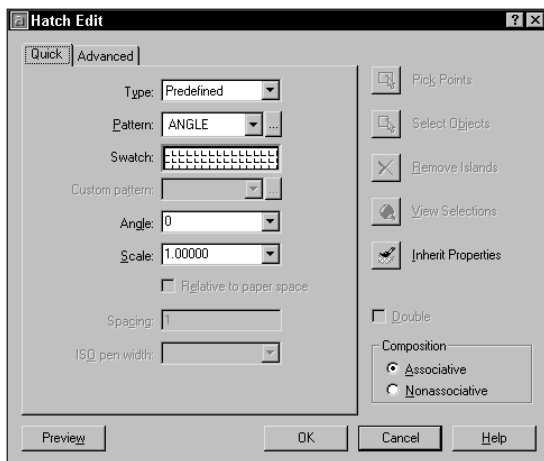 Hatch Edit
Quick Advanced
Type: Predefined
Pattern: ANGLE ...
Swatch:
Custom pattern: ...
Angle: 0
Scale: 1.00000
Relative to paper space
Spacing: 1
ISO pen width:
Pick Points
Select Objects
Remove Islands
View Selections
Inherit Properties
Double
Composition
Associative
Nonassociative
Preview OK Cancel Help